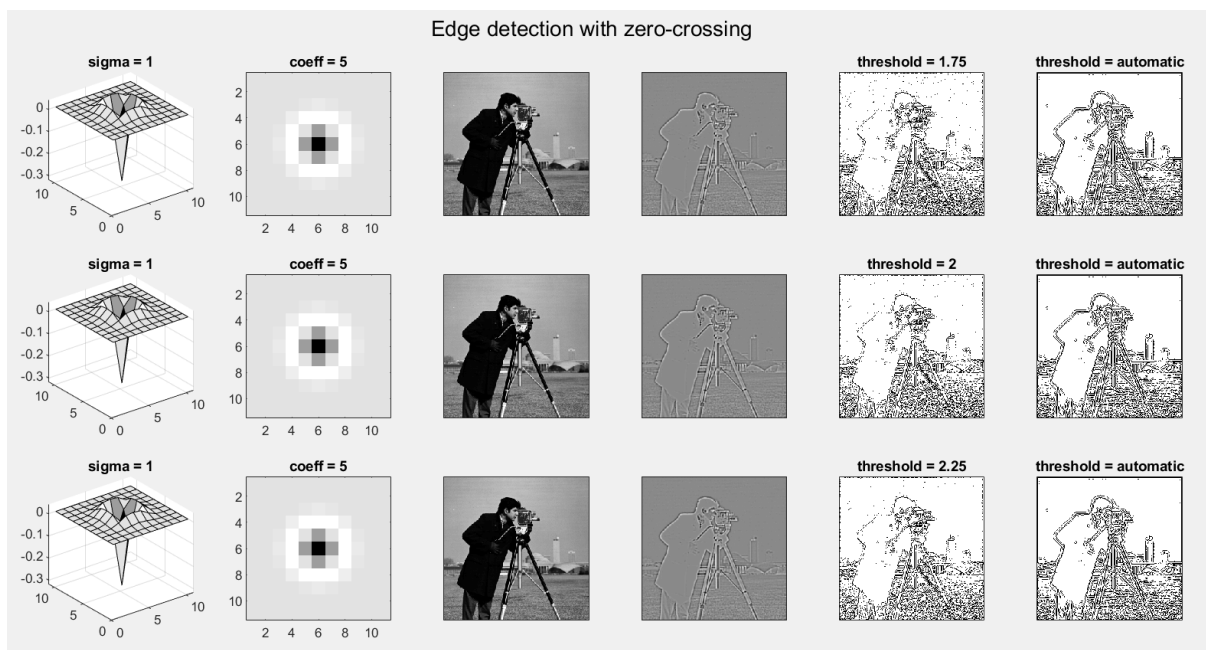 Edge detection with zero-crossing
sigma = 1
coeff = 5
threshold = 1.75
threshold = automatic
0
-0.1
-0.2
-0.3
10
5
0
0
5
10
2
4
6
8
10
2 4 6 8 10
sigma = 1
coeff = 5
threshold = 2
threshold = automatic
0
-0.1
-0.2
-0.3
10
5
0
0
5
10
2
4
6
8
10
2 4 6 8 10
sigma = 1
coeff = 5
threshold = 2.25
threshold = automatic
0
-0.1
-0.2
-0.3
10
5
0
0
5
10
2
4
6
8
10
2 4 6 8 10